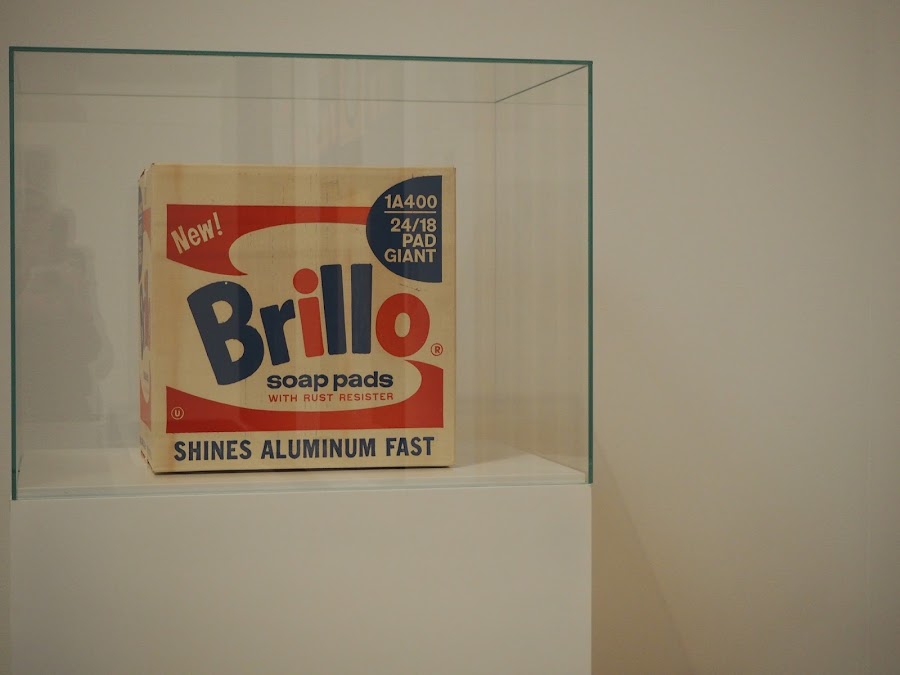 New!
1A400
24/18
PAD
GIANT
Brillo
®
soap pads
WITH RUST RESISTER
U
SHINES ALUMINUM FAST